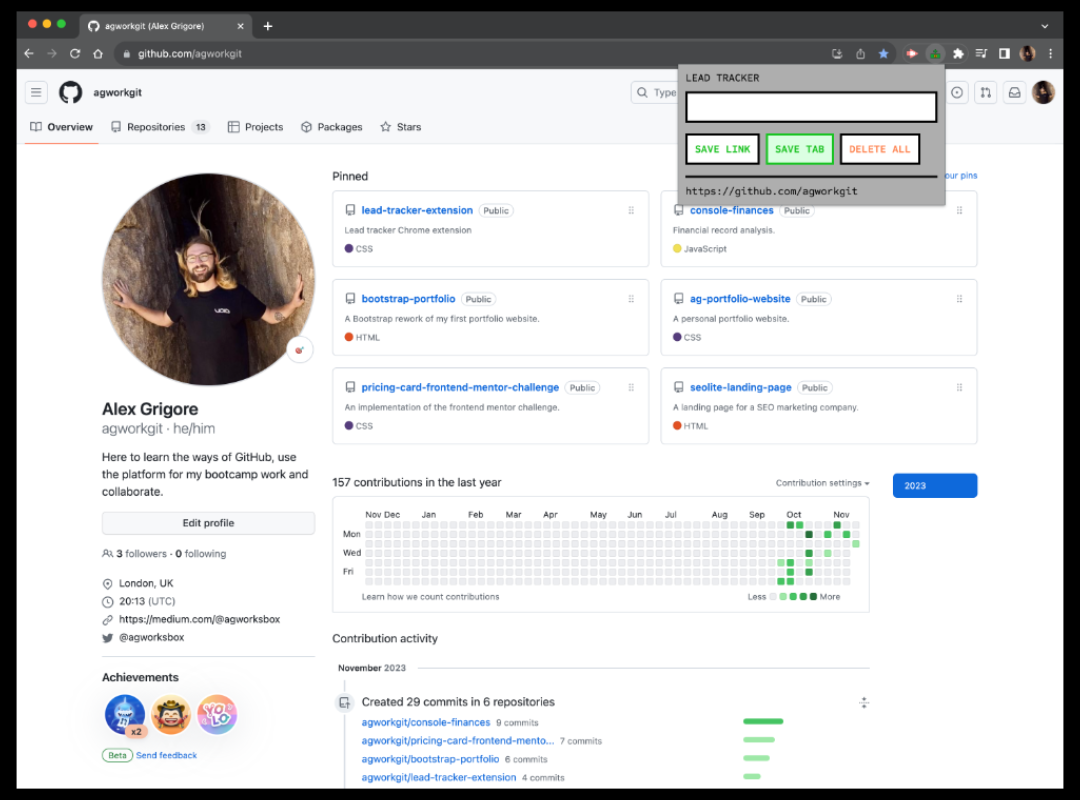 agworkgit (Alex Grigore)
github.com/agworkgit
LEAD TRACKER
SAVE LINK
SAVE TAB
DELETE ALL
https://github.com/agworkgit
agworkgit
Type
Overview
Repositories 13
Projects
Packages
Stars
Pinned
our pins
lead-tracker-extension Public
Lead tracker Chrome extension
CSS
console-finances Public
Financial record analysis.
JavaScript
bootstrap-portfolio Public
A Bootstrap rework of my first portfolio website.
HTML
ag-portfolio-website Public
A personal portfolio website.
CSS
pricing-card-frontend-mentor-challenge Public
An implementation of the frontend mentor challenge.
CSS
seolite-landing-page Public
A landing page for a SEO marketing company.
HTML
Alex Grigore
agworkgit · he/him
Here to learn the ways of GitHub, use
the platform for my bootcamp work and
collaborate.
Edit profile
3 followers · 0 following
London, UK
20:13 (UTC)
https://medium.com/@agworksbox
@agworksbox
Achievements
x2
YOLO
Beta Send feedback
157 contributions in the last year
Contribution settings
2023
Nov Dec Jan Feb Mar Apr May Jun Jul Aug Sep Oct Nov
Mon
Wed
Fri
Learn how we count contributions
Less More
Contribution activity
November 2023
Created 29 commits in 6 repositories
agworkgit/console-finances 9 commits
agworkgit/pricing-card-frontend-mento... 7 commits
agworkgit/bootstrap-portfolio 6 commits
agworkgit/lead-tracker-extension 4 commits